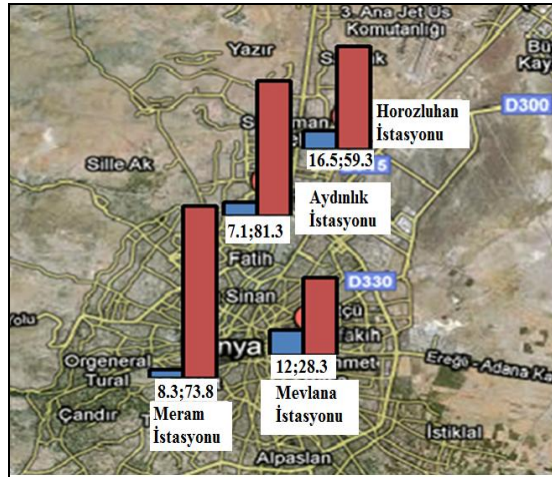 3. Ana Jet Üs
Komutanlığı
Yazır
Bü
Kay
D300
Horozluhan
İstasyonu
16.5;59.3
Sille Ak
Aydınlık
İstasyonu
7.1;81.3
Fatih
D330
Sinan
Orgeneral
Tural
12;28.3
Ereğli - Adana Ka
8.3;73.8
Mevlana
İstasyonu
Meram
İstasyonu
Çandır
İstiklal
Alpaslan